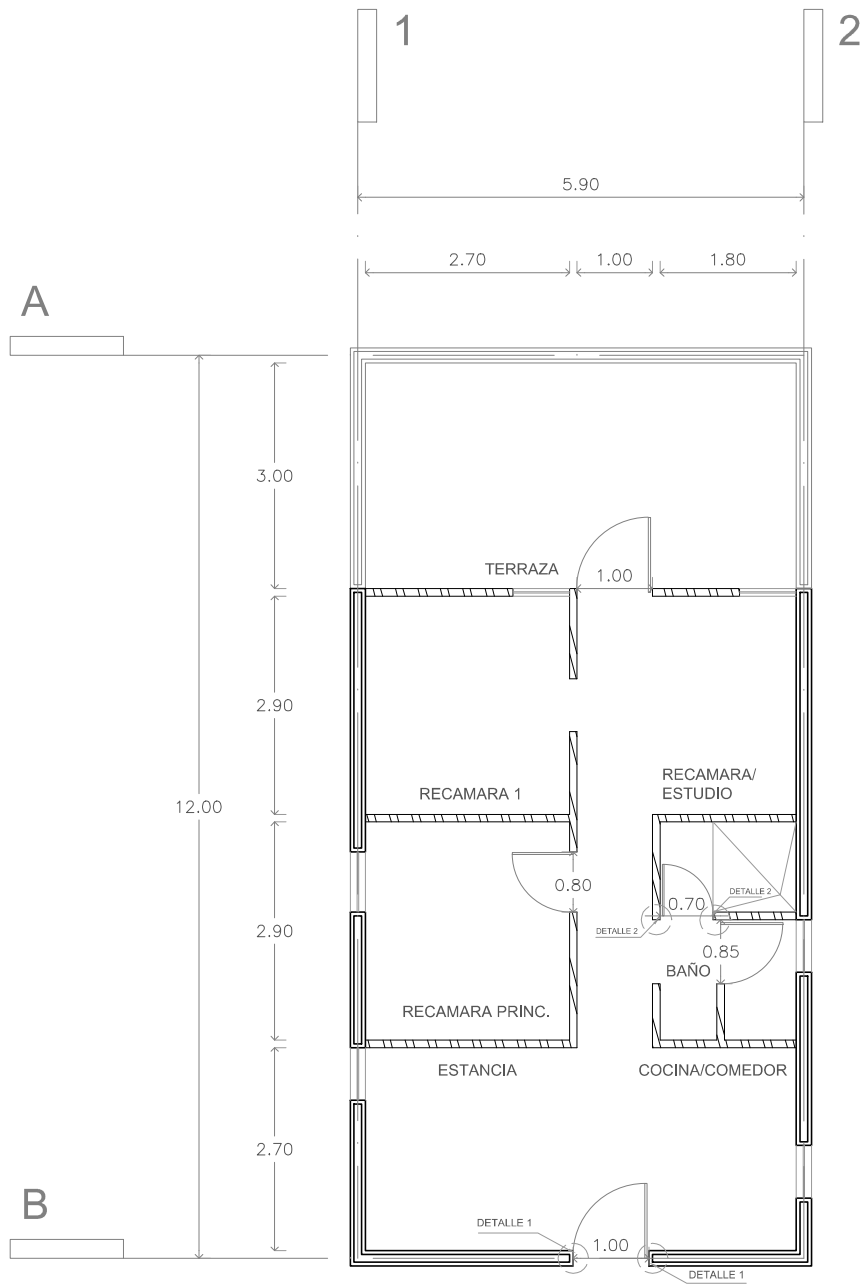 1
2
5.90
2.70 1.00 1.80
A
3.00
TERRAZA
1.00
2.90
RECAMARA 1
RECAMARA/
ESTUDIO
12.00
0.80
DETALLE 2
0.70
DETALLE 2
2.90
0.85
BAÑO
RECAMARA PRINC.
ESTANCIA
COCINA/COMEDOR
2.70
B
DETALLE 1
1.00
DETALLE 1